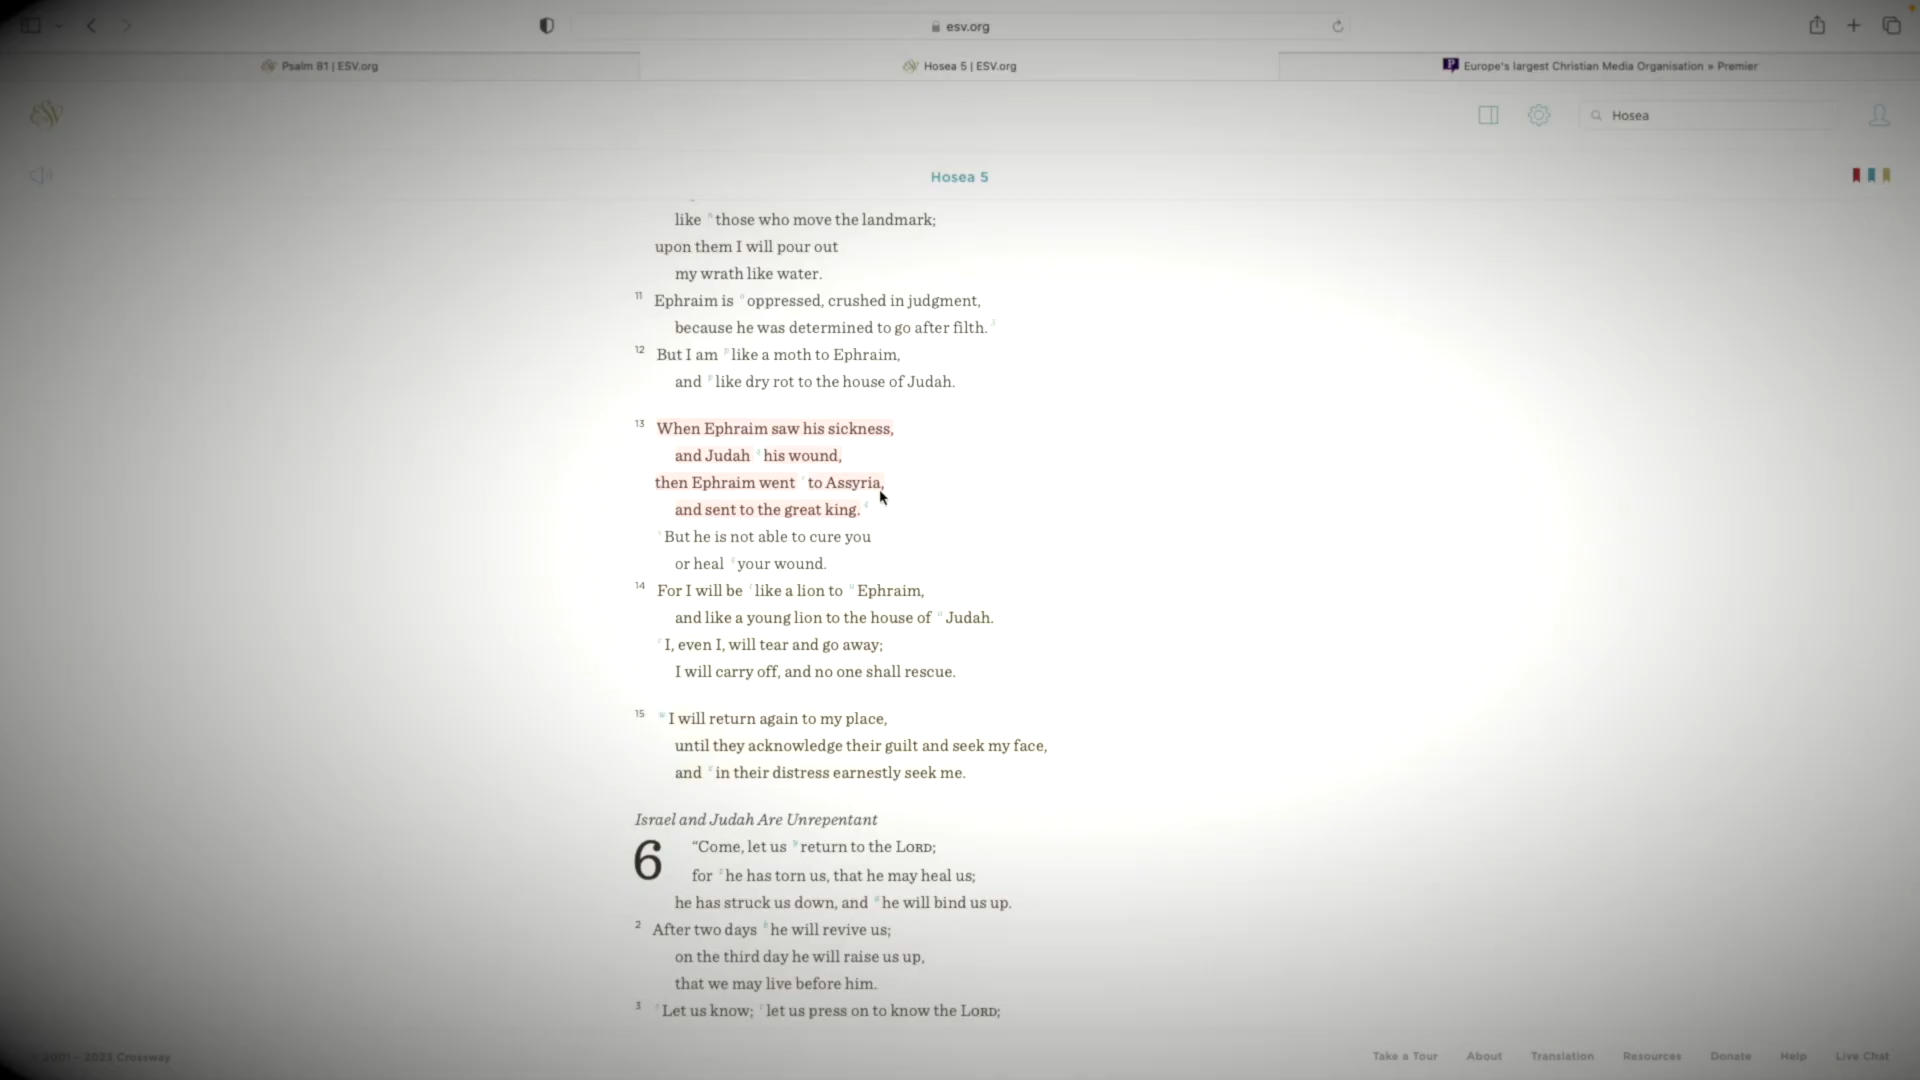 esv.org
Psalm 81 | ESV.org
Hosea 5 | ESV.org
Europe's largest Christian Media Organisation » Premier
ESV
Hosea
Hosea 5
like those who move the landmark;
upon them I will pour out
my wrath like water.
11 Ephraim is oppressed, crushed in judgment,
because he was determined to go after filth.
12 But I am like a moth to Ephraim,
and like dry rot to the house of Judah.
13 When Ephraim saw his sickness,
and Judah his wound,
then Ephraim went to Assyria,
and sent to the great king.
But he is not able to cure you
or heal your wound.
14 For I will be like a lion to Ephraim,
and like a young lion to the house of Judah.
I, even I, will tear and go away;
I will carry off, and no one shall rescue.
15 I will return again to my place,
until they acknowledge their guilt and seek my face,
and in their distress earnestly seek me.
Israel and Judah Are Unrepentant
6 “Come, let us return to the LORD;
for he has torn us, that he may heal us;
he has struck us down, and he will bind us up.
2 After two days he will revive us;
on the third day he will raise us up,
that we may live before him.
3 Let us know; let us press on to know the LORD;
2001 – 2023 Crossway
Take a Tour
About
Translation
Resources
Donate
Help
Live Chat